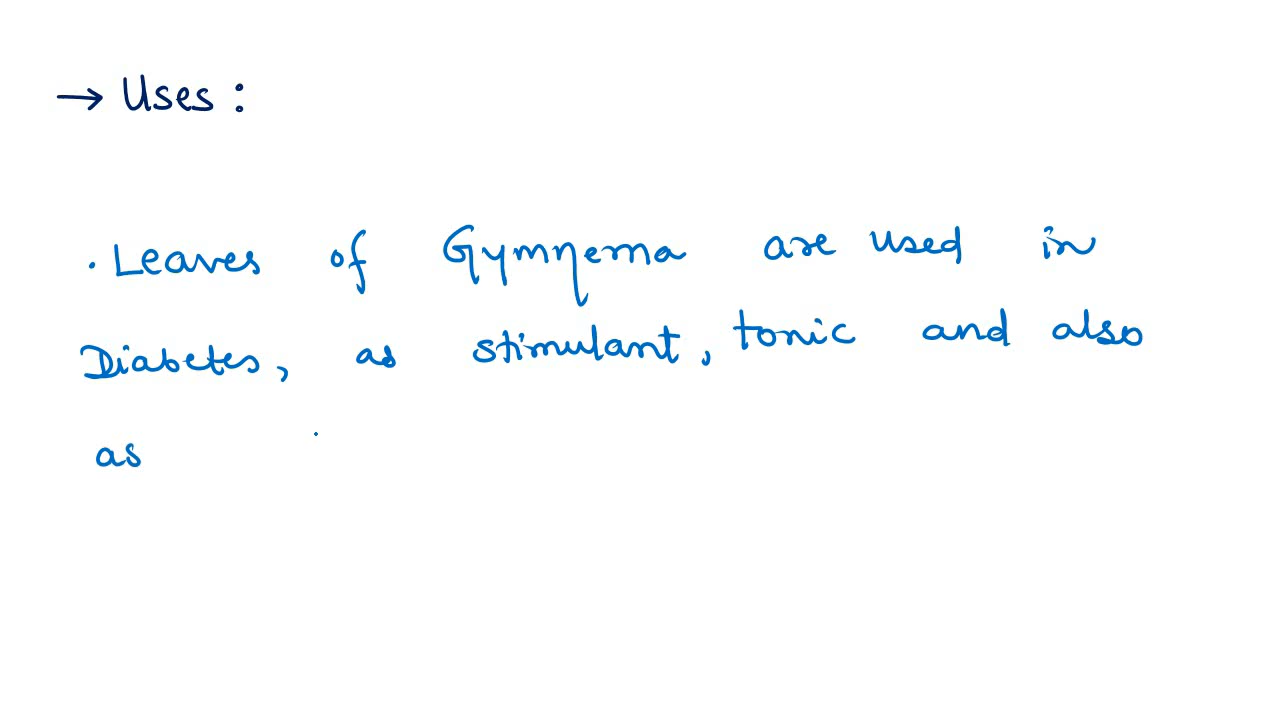 → Uses :
· Leaves of Gymnema are used in
Diabetes, as stimulant, tonic and also
as